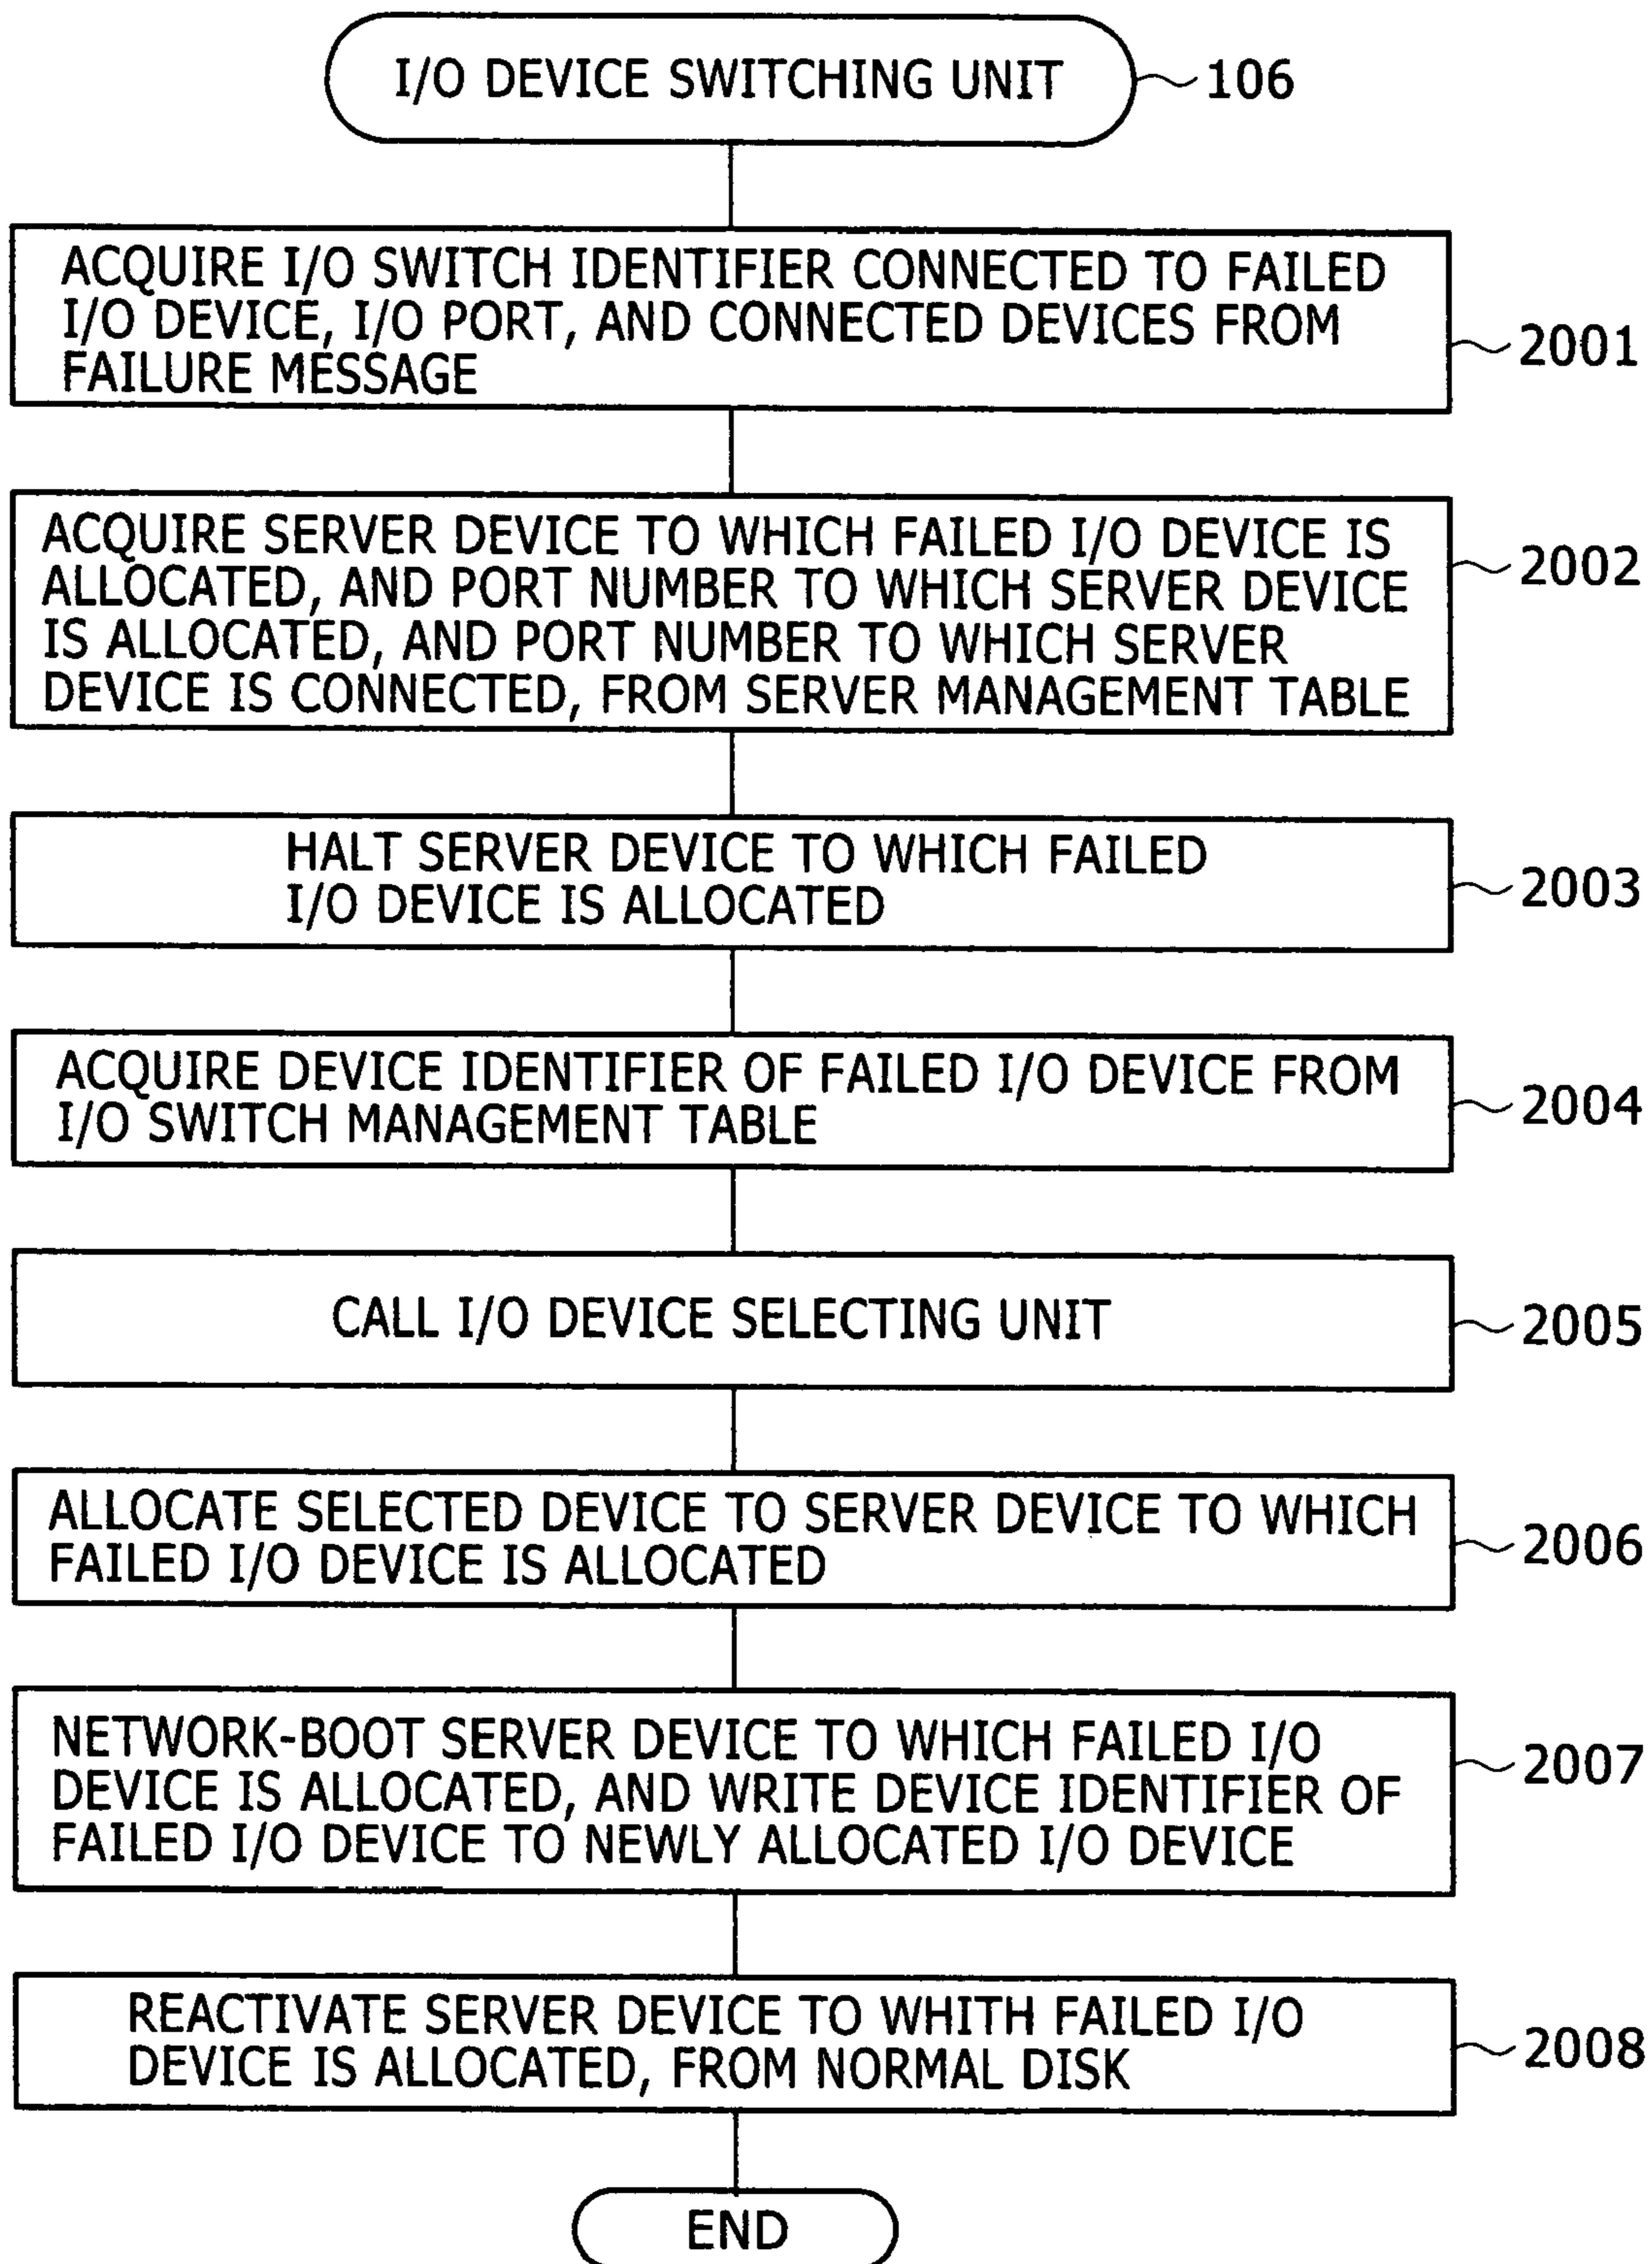 I/O DEVICE SWITCHING UNIT
106
ACQUIRE I/O SWITCH IDENTIFIER CONNECTED TO FAILED
I/O DEVICE, I/O PORT, AND CONNECTED DEVICES FROM
FAILURE MESSAGE
2001
ACQUIRE SERVER DEVICE TO WHICH FAILED I/O DEVICE IS
ALLOCATED, AND PORT NUMBER TO WHICH SERVER DEVICE
IS ALLOCATED, AND PORT NUMBER TO WHICH SERVER
DEVICE IS CONNECTED, FROM SERVER MANAGEMENT TABLE
2002
HALT SERVER DEVICE TO WHICH FAILED
I/O DEVICE IS ALLOCATED
2003
ACQUIRE DEVICE IDENTIFIER OF FAILED I/O DEVICE FROM
I/O SWITCH MANAGEMENT TABLE
2004
CALL I/O DEVICE SELECTING UNIT
2005
ALLOCATE SELECTED DEVICE TO SERVER DEVICE TO WHICH
FAILED I/O DEVICE IS ALLOCATED
2006
NETWORK-BOOT SERVER DEVICE TO WHICH FAILED I/O
DEVICE IS ALLOCATED, AND WRITE DEVICE IDENTIFIER OF
FAILED I/O DEVICE TO NEWLY ALLOCATED I/O DEVICE
2007
REACTIVATE SERVER DEVICE TO WHITH FAILED I/O
DEVICE IS ALLOCATED, FROM NORMAL DISK
2008
END